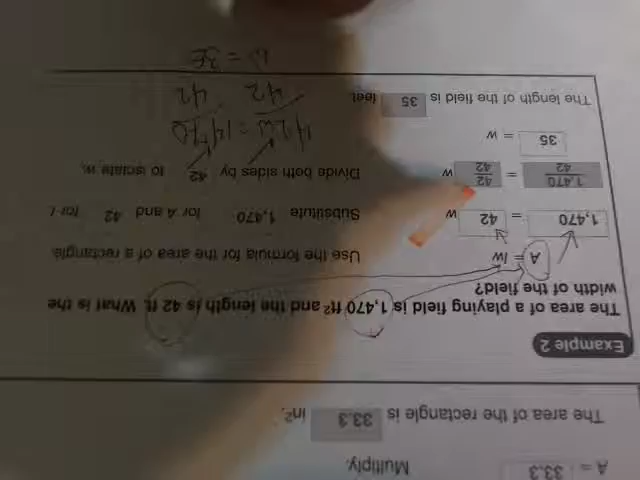 A = 33.3 Multiply.
The area of the rectangle is 33.3 in².
Example 2
The area of a playing field is 1,470 ft² and the length is 42 ft. What is the
width of the field?
A = lw Use the formula for the area of a rectangle.
1,470 = 42 w Substitute 1,470 for A and 42 for l
1,470/42 = 42/42 w Divide both sides by 42 to isolate w.
35 = w
42w = 1470
42 42
The length of the field is 35 feet
w = 35